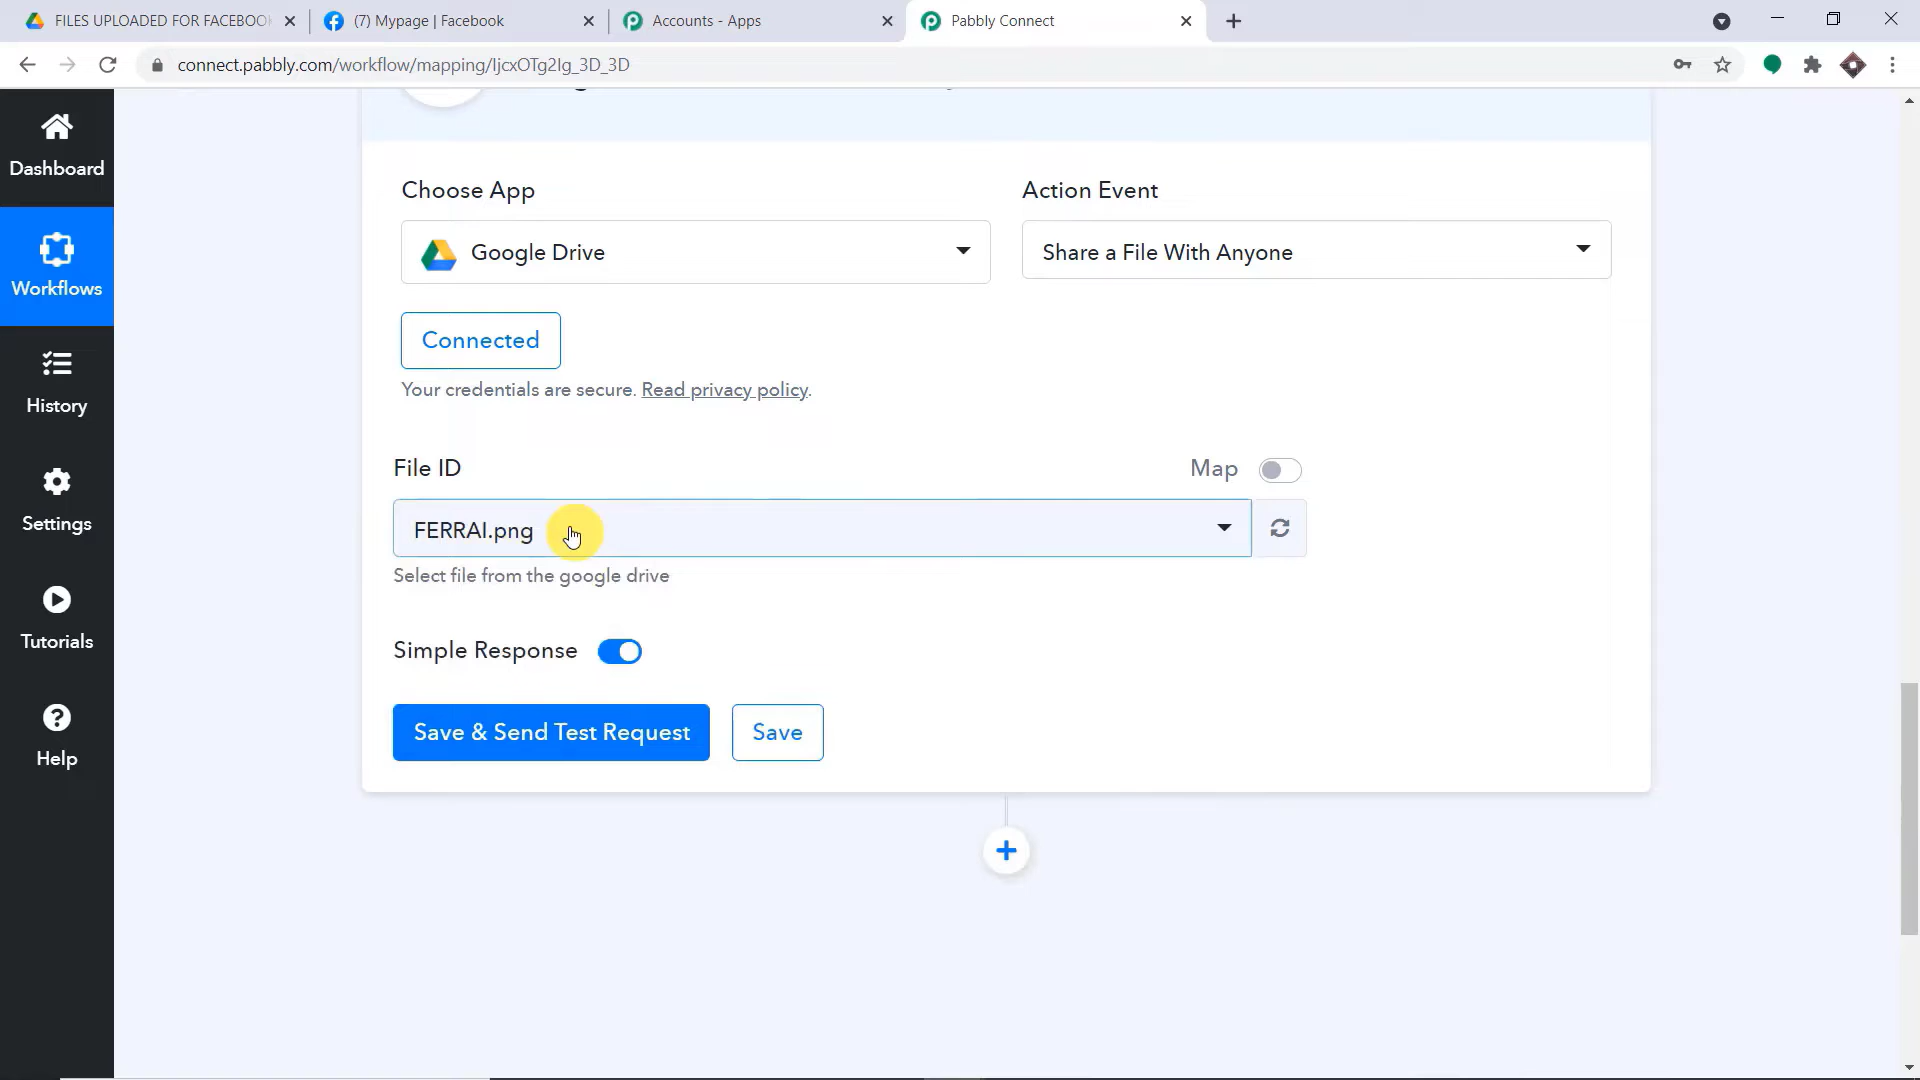 FILES UPLOADED FOR FACEBOOK
(7) Mypage | Facebook
Accounts - Apps
Pabbly Connect
connect.pabbly.com/workflow/mapping/IjcxOTg2Ig_3D_3D
Dashboard
Workflows
History
Settings
Tutorials
Help
Choose App
Action Event
Google Drive
Share a File With Anyone
Connected
Your credentials are secure. Read privacy policy.
File ID
Map
FERRAI.png
Select file from the google drive
Simple Response
Save & Send Test Request
Save